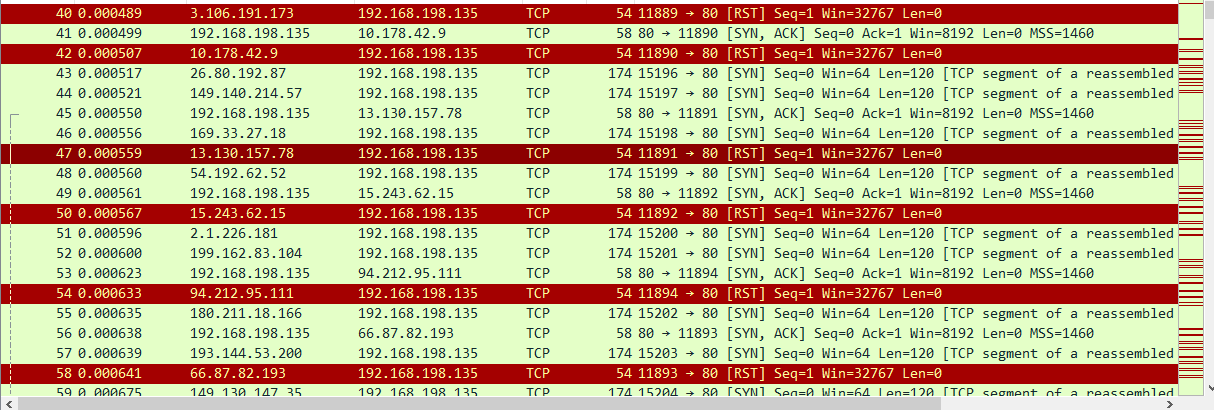 40 0.000489 3.106.191.173 192.168.198.135 TCP 54 11889 → 80 [RST] Seq=1 Win=32767 Len=0
41 0.000499 192.168.198.135 10.178.42.9 TCP 58 80 → 11890 [SYN, ACK] Seq=0 Ack=1 Win=8192 Len=0 MSS=1460
42 0.000507 10.178.42.9 192.168.198.135 TCP 54 11890 → 80 [RST] Seq=1 Win=32767 Len=0
43 0.000517 26.80.192.87 192.168.198.135 TCP 174 15196 → 80 [SYN] Seq=0 Win=64 Len=120 [TCP segment of a reassembled
44 0.000521 149.140.214.57 192.168.198.135 TCP 174 15197 → 80 [SYN] Seq=0 Win=64 Len=120 [TCP segment of a reassembled
45 0.000550 192.168.198.135 13.130.157.78 TCP 58 80 → 11891 [SYN, ACK] Seq=0 Ack=1 Win=8192 Len=0 MSS=1460
46 0.000556 169.33.27.18 192.168.198.135 TCP 174 15198 → 80 [SYN] Seq=0 Win=64 Len=120 [TCP segment of a reassembled
47 0.000559 13.130.157.78 192.168.198.135 TCP 54 11891 → 80 [RST] Seq=1 Win=32767 Len=0
48 0.000560 54.192.62.52 192.168.198.135 TCP 174 15199 → 80 [SYN] Seq=0 Win=64 Len=120 [TCP segment of a reassembled
49 0.000561 192.168.198.135 15.243.62.15 TCP 58 80 → 11892 [SYN, ACK] Seq=0 Ack=1 Win=8192 Len=0 MSS=1460
50 0.000567 15.243.62.15 192.168.198.135 TCP 54 11892 → 80 [RST] Seq=1 Win=32767 Len=0
51 0.000596 2.1.226.181 192.168.198.135 TCP 174 15200 → 80 [SYN] Seq=0 Win=64 Len=120 [TCP segment of a reassembled
52 0.000600 199.162.83.104 192.168.198.135 TCP 174 15201 → 80 [SYN] Seq=0 Win=64 Len=120 [TCP segment of a reassembled
53 0.000623 192.168.198.135 94.212.95.111 TCP 58 80 → 11894 [SYN, ACK] Seq=0 Ack=1 Win=8192 Len=0 MSS=1460
54 0.000633 94.212.95.111 192.168.198.135 TCP 54 11894 → 80 [RST] Seq=1 Win=32767 Len=0
55 0.000635 180.211.18.166 192.168.198.135 TCP 174 15202 → 80 [SYN] Seq=0 Win=64 Len=120 [TCP segment of a reassembled
56 0.000638 192.168.198.135 66.87.82.193 TCP 58 80 → 11893 [SYN, ACK] Seq=0 Ack=1 Win=8192 Len=0 MSS=1460
57 0.000639 193.144.53.200 192.168.198.135 TCP 174 15203 → 80 [SYN] Seq=0 Win=64 Len=120 [TCP segment of a reassembled
58 0.000641 66.87.82.193 192.168.198.135 TCP 54 11893 → 80 [RST] Seq=1 Win=32767 Len=0
59 0.000675 149.130.147.35 192.168.198.135 TCP 174 15204 → 80 [SYN] Seq=0 Win=64 Len=120 [TCP segment of a reassembled